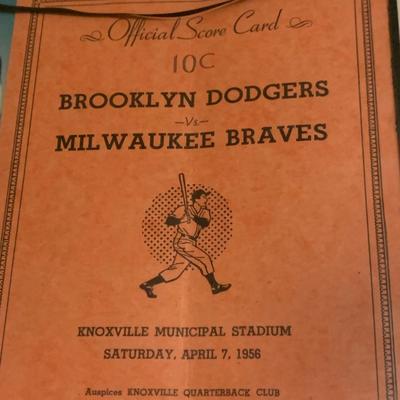 Official Score Card
10C
BROOKLYN DODGERS
—Vs—
MILWAUKEE BRAVES
KNOXVILLE MUNICIPAL STADIUM
SATURDAY, APRIL 7, 1956
Auspices KNOXVILLE QUARTERBACK CLUB